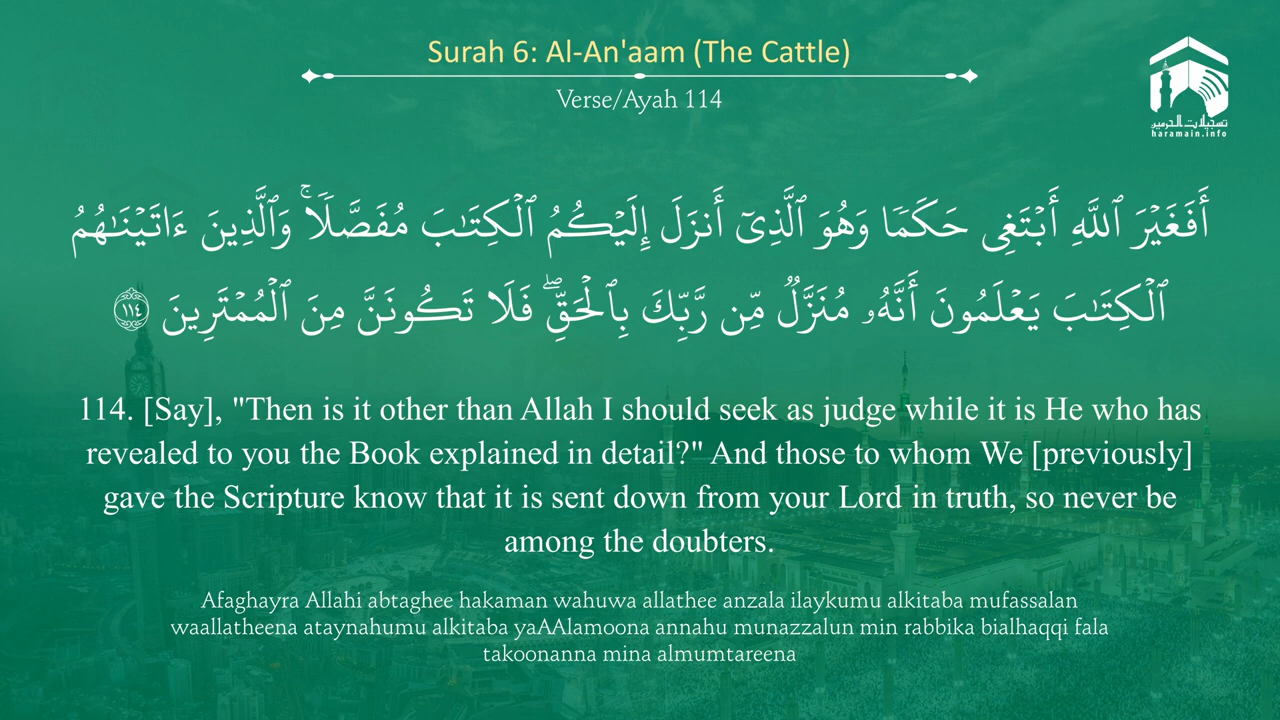 Surah 6: Al-An'aam (The Cattle)
Verse/Ayah 114
تسجيلات الحرمين
haramain.info
أَفَغَيْرَ ٱللَّهِ أَبْتَغِى حَكَمًا وَهُوَ ٱلَّذِىٓ أَنزَلَ إِلَيْكُمُ ٱلْكِتَٰبَ مُفَصَّلًا ۚ وَٱلَّذِينَ ءَاتَيْنَٰهُمُ
ٱلْكِتَٰبَ يَعْلَمُونَ أَنَّهُۥ مُنَزَّلٌ مِّن رَّبِّكَ بِٱلْحَقِّ ۖ فَلَا تَكُونَنَّ مِنَ ٱلْمُمْتَرِينَ ١١٤
114. [Say], "Then is it other than Allah I should seek as judge while it is He who has
revealed to you the Book explained in detail?" And those to whom We [previously]
gave the Scripture know that it is sent down from your Lord in truth, so never be
among the doubters.
Afaghayra Allahi abtaghee hakaman wahuwa allathee anzala ilaykumu alkitaba mufassalan
waallatheena ataynahumu alkitaba yaAAlamoona annahu munazzalun min rabbika bialhaqqi fala
takoonanna mina almumtareena